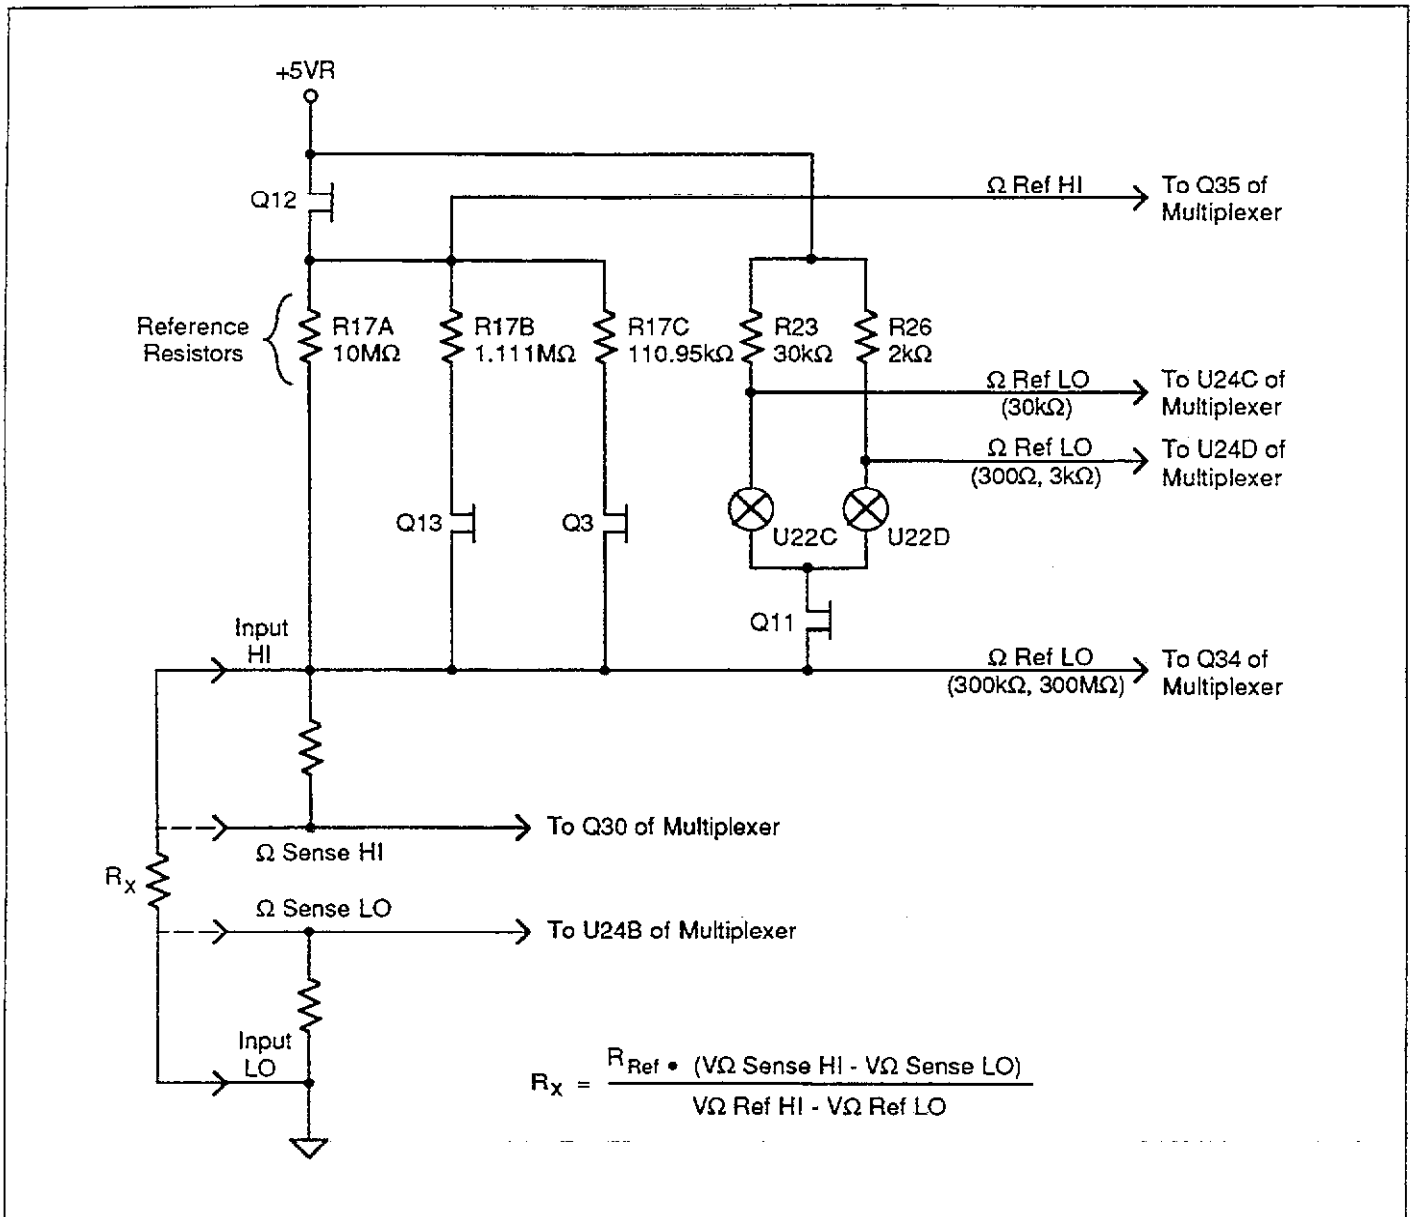 +5VR
Q12
Ω Ref HI
To Q35 of
Multiplexer
Reference
Resistors
R17A
10MΩ
R17B
1.111MΩ
R17C
110.95kΩ
R23
30kΩ
R26
2kΩ
Ω Ref LO
(30kΩ)
To U24C of
Multiplexer
Ω Ref LO
(300Ω, 3kΩ)
To U24D of
Multiplexer
Q13
Q3
U22C
U22D
Q11
Input
HI
Ω Ref LO
(300kΩ, 300MΩ)
To Q34 of
Multiplexer
To Q30 of Multiplexer
Ω Sense HI
RX
Ω Sense LO
To U24B of Multiplexer
Input
LO
RX = RRef • (VΩ Sense HI - VΩ Sense LO)
VΩ Ref HI - VΩ Ref LO